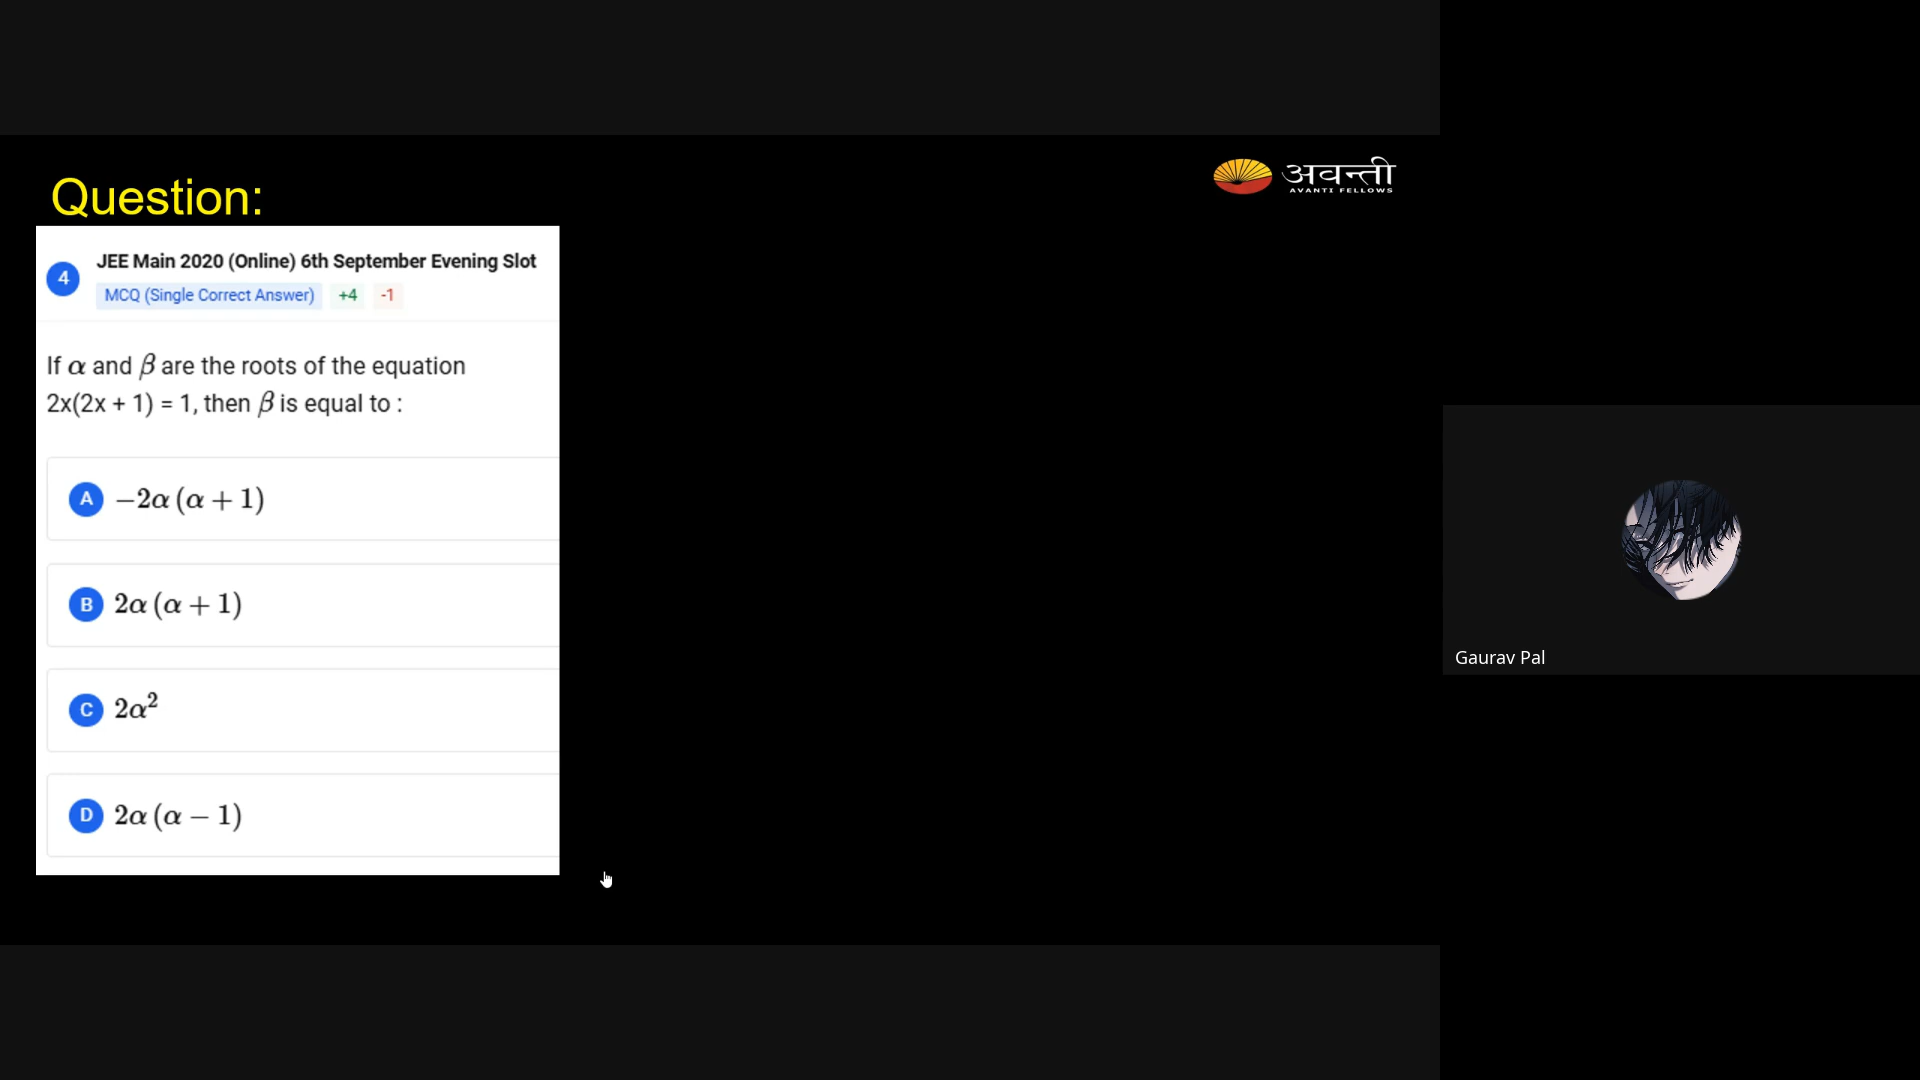 Question:
अवन्ती
AVANTI FELLOWS
4
JEE Main 2020 (Online) 6th September Evening Slot
MCQ (Single Correct Answer) +4 -1
If α and β are the roots of the equation
2x(2x + 1) = 1, then β is equal to :
A −2α (α + 1)
B 2α (α + 1)
C 2α²
D 2α (α − 1)
Gaurav Pal